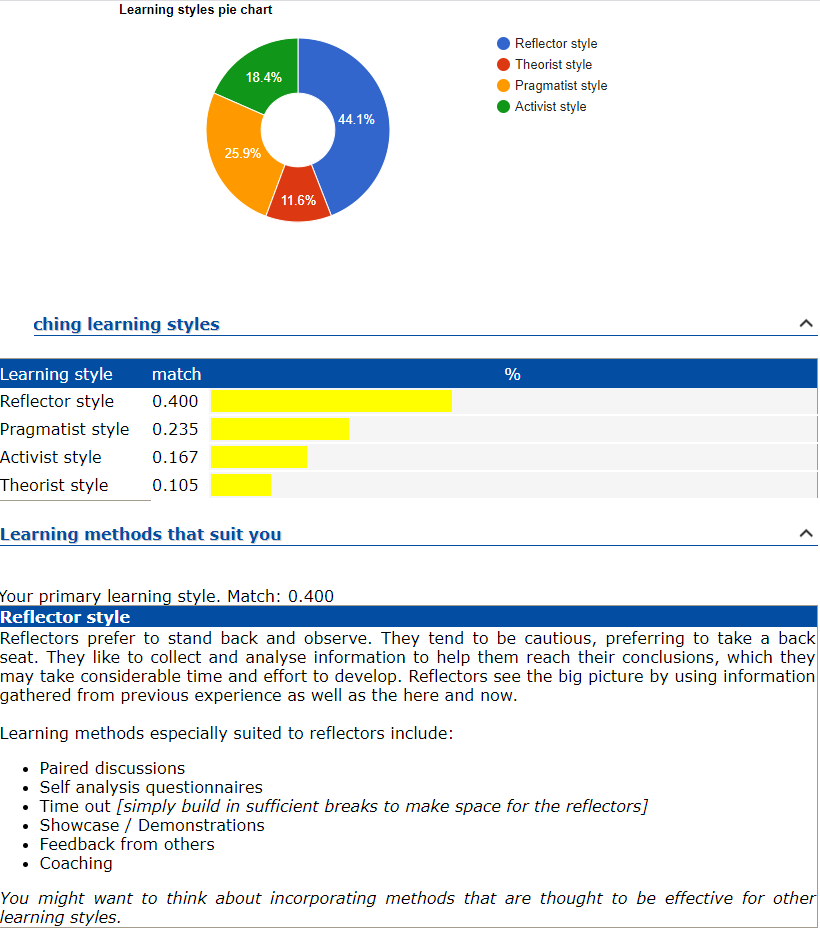 Learning styles pie chart
Reflector style
Theorist style
Pragmatist style
Activist style
18.4%
44.1%
25.9%
11.6%
ching learning styles
Learning style match %
Reflector style 0.400
Pragmatist style 0.235
Activist style 0.167
Theorist style 0.105
Learning methods that suit you
Your primary learning style. Match: 0.400
Reflector style
Reflectors prefer to stand back and observe. They tend to be cautious, preferring to take a back
seat. They like to collect and analyse information to help them reach their conclusions, which they
may take considerable time and effort to develop. Reflectors see the big picture by using information
gathered from previous experience as well as the here and now.
Learning methods especially suited to reflectors include:
• Paired discussions
• Self analysis questionnaires
• Time out [simply build in sufficient breaks to make space for the reflectors]
• Showcase / Demonstrations
• Feedback from others
• Coaching
You might want to think about incorporating methods that are thought to be effective for other
learning styles.